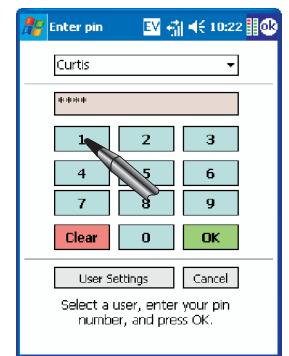 Enter pin EV 10:22 ok
Curtis
****
1 2 3
4 5 6
7 8 9
Clear 0 OK
User Settings Cancel
Select a user, enter your pin
number, and press OK.